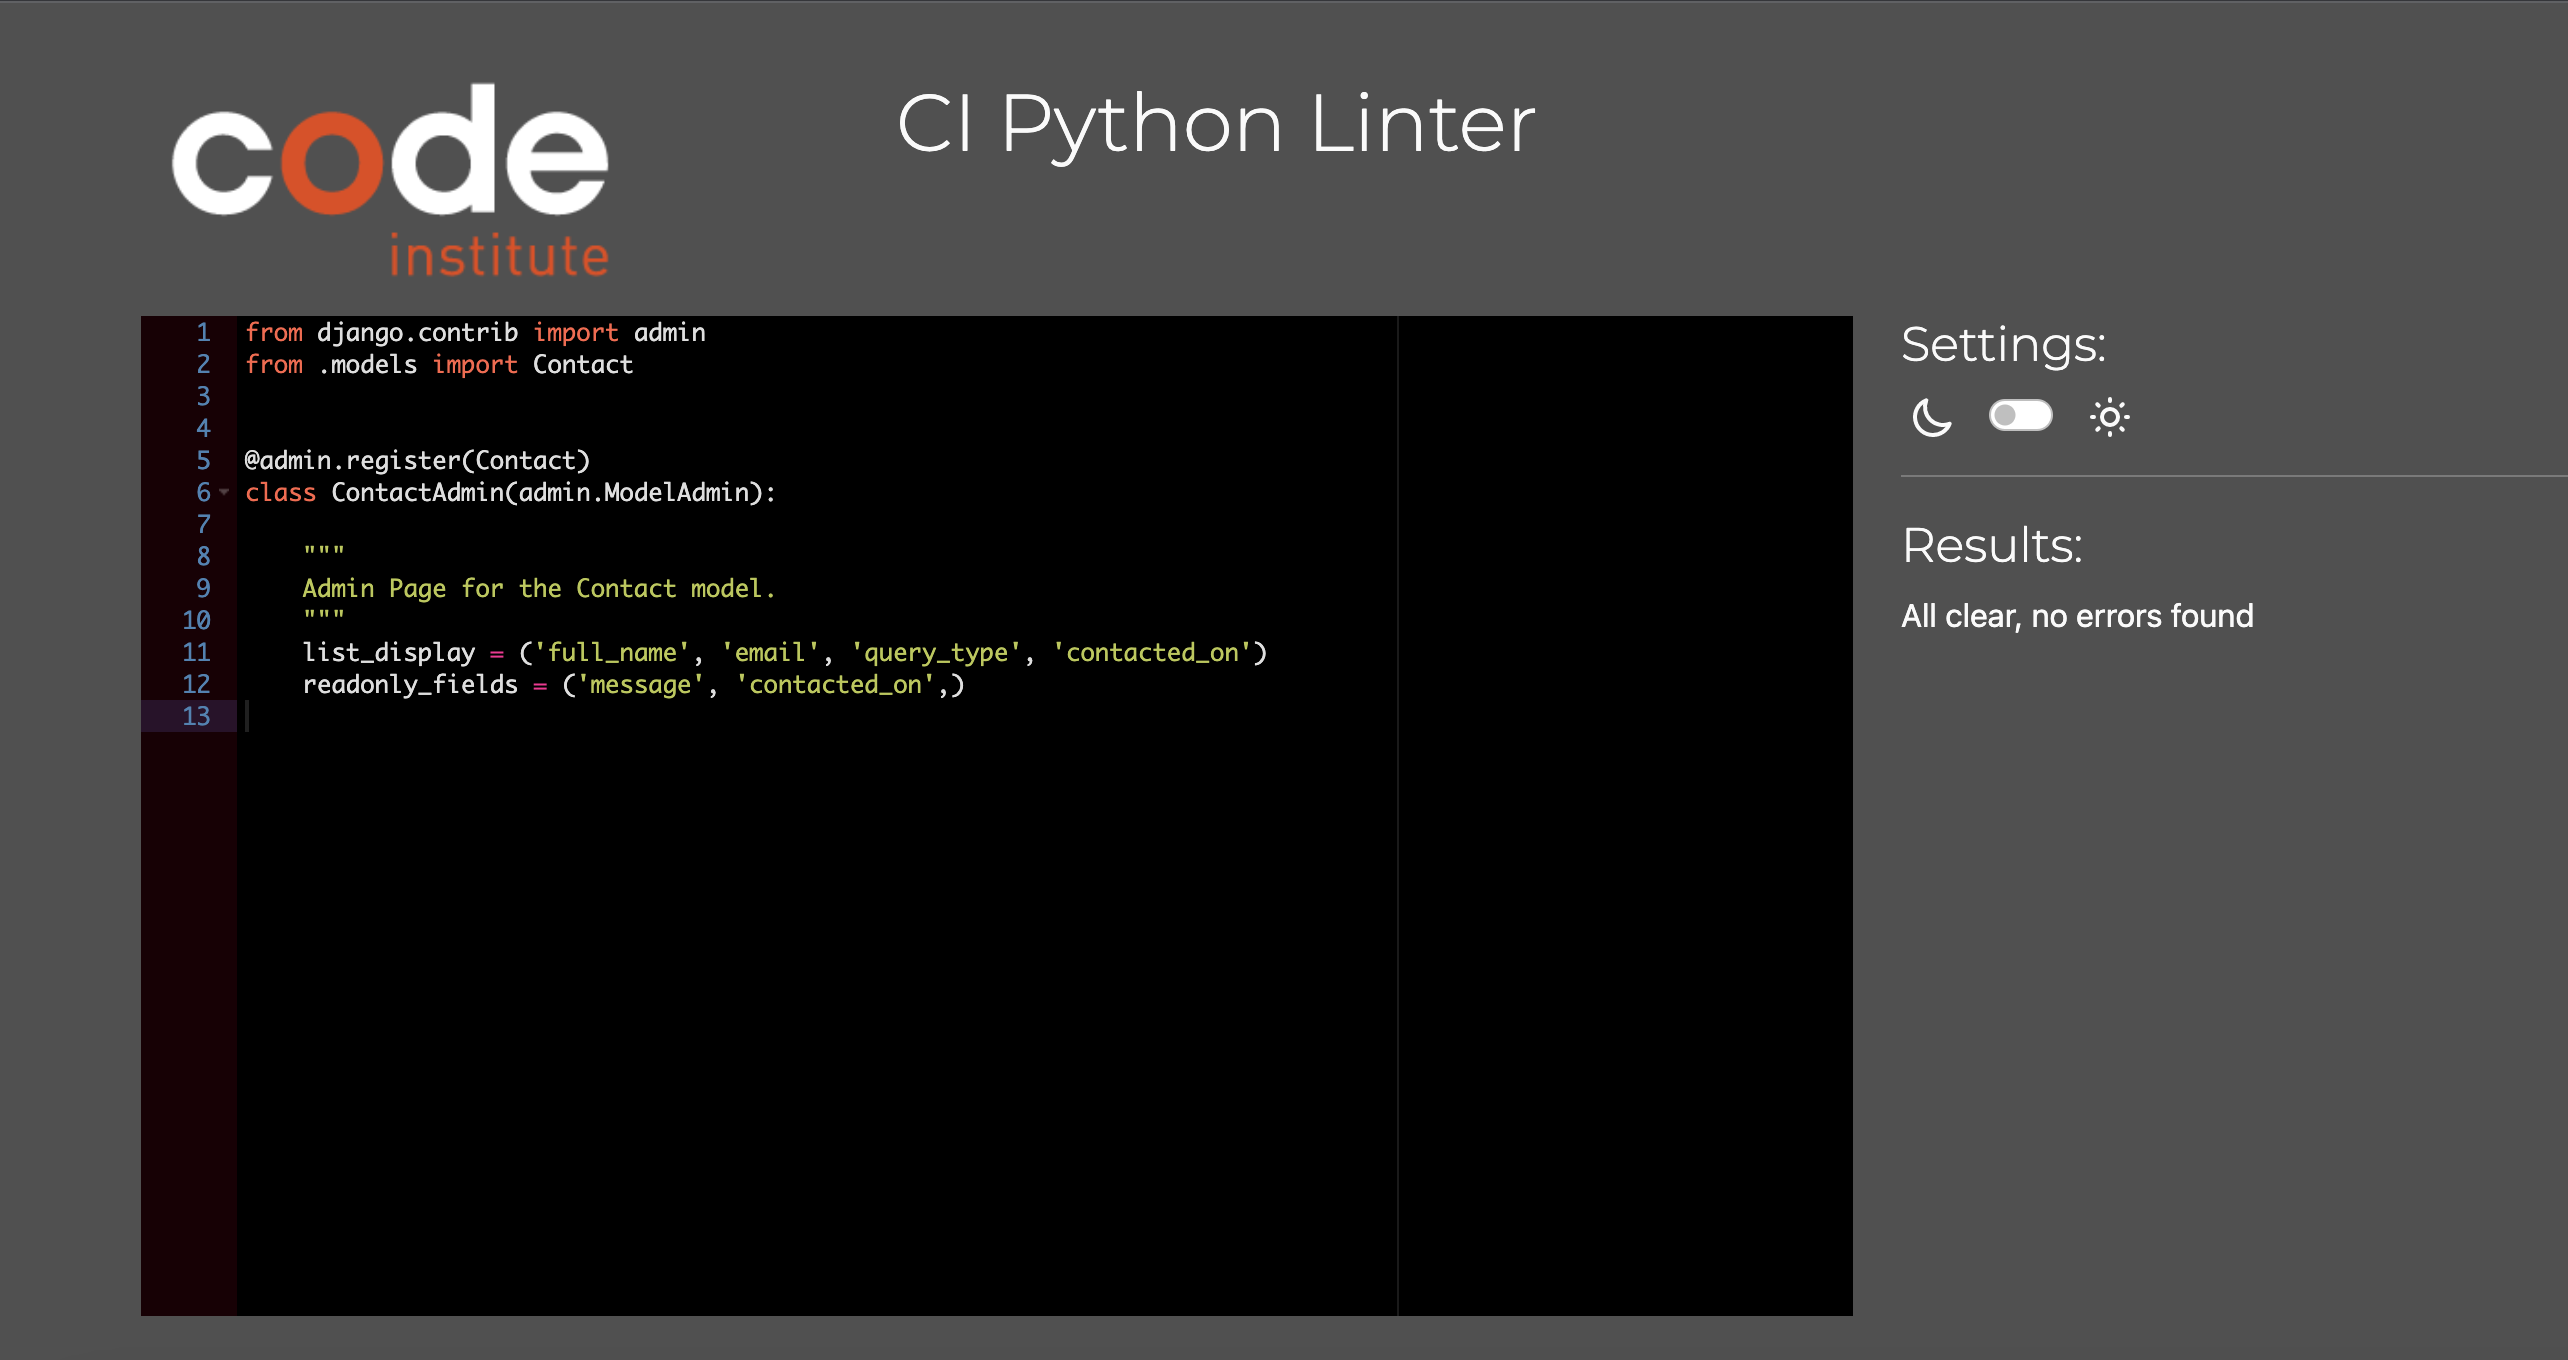 code
institute
CI Python Linter
1 from django.contrib import admin
2 from .models import Contact
3
4
5 @admin.register(Contact)
6 class ContactAdmin(admin.ModelAdmin):
7
8     """
9     Admin Page for the Contact model.
10     """
11     list_display = ('full_name', 'email', 'query_type', 'contacted_on')
12     readonly_fields = ('message', 'contacted_on',)
13
Settings:
Results:
All clear, no errors found